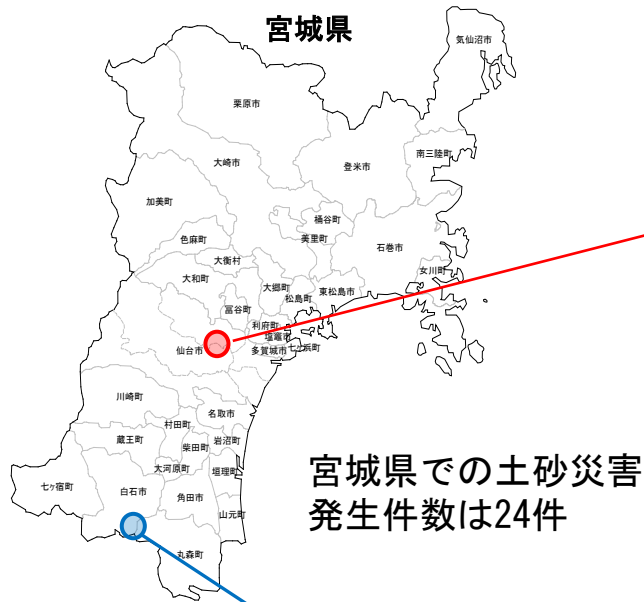 宮城県
気仙沼市
栗原市
南三陸町
大崎市
登米市
加美町
桶谷町
色麻町
美里町
石巻市
大衡村
女川町
大和町
大郷町
東松島市
松島町
冨谷町
利府町
塩竈市
仙台市
多賀城市
七ヶ浜町
川崎町
名取市
村田町
蔵王町
柴田町
岩沼町
大河原町
垣理町
七ヶ宿町
白石市
角田市
山元町
丸森町
宮城県での土砂災害
発生件数は24件